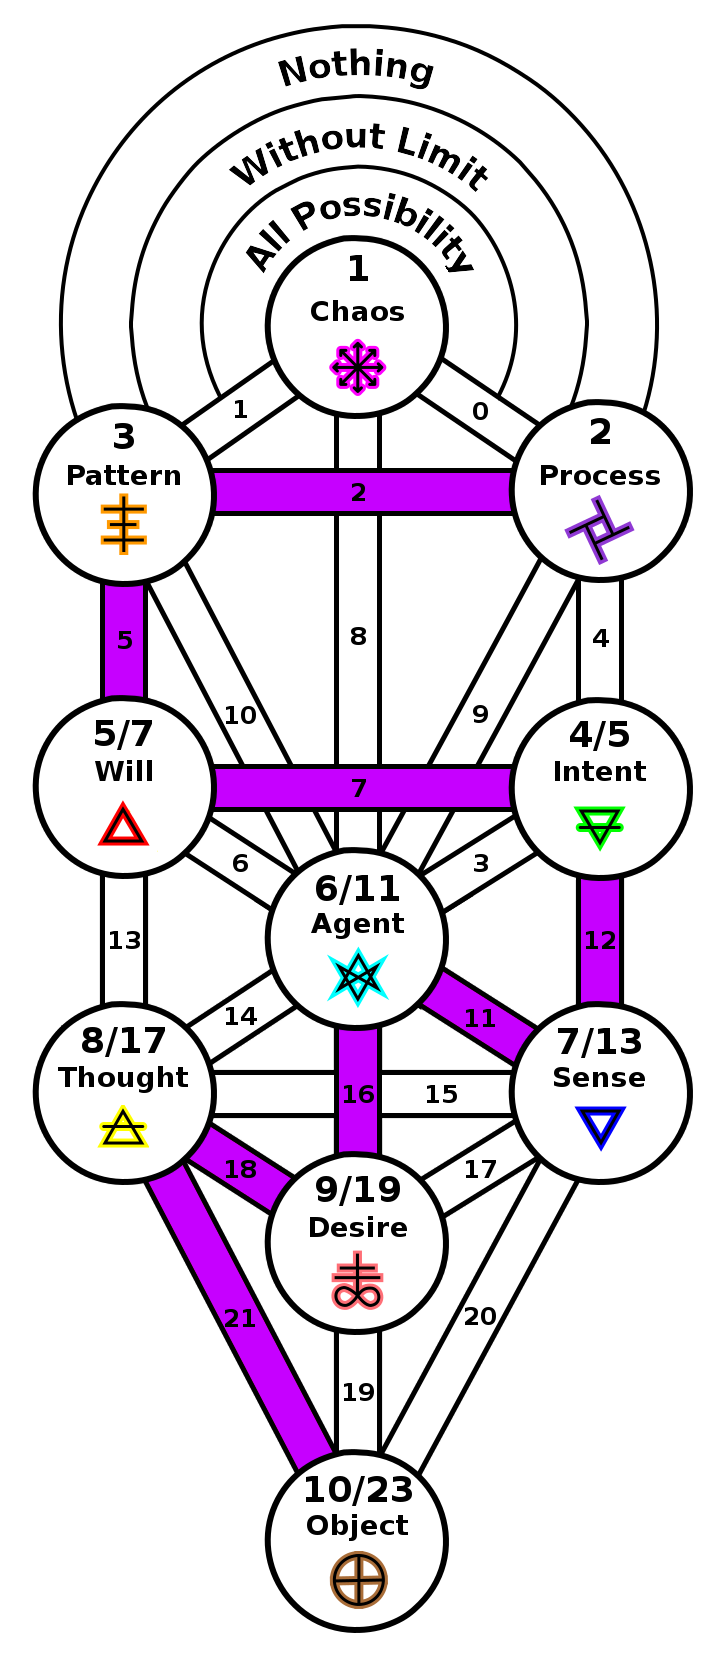 Nothing
Without Limit
All Possibility
1
Chaos
1
0
3
Pattern
2
Process
2
5
8
4
10
9
5/7
Will
4/5
Intent
7
6
3
6/11
Agent
13
12
14
11
8/17
Thought
7/13
Sense
16
15
18
17
9/19
Desire
21
20
19
10/23
Object